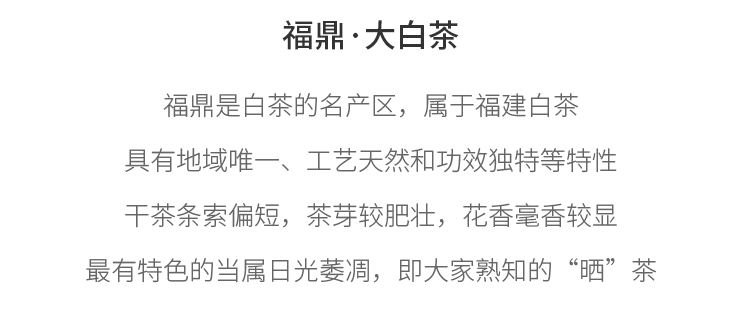 福鼎·大白茶
福鼎是白茶的名产区，属于福建白茶
具有地域唯一、工艺天然和功效独特等特性
干茶条索偏短，茶芽较肥壮，花香毫香较显
最有特色的当属日光萎凋，即大家熟知的“晒”茶